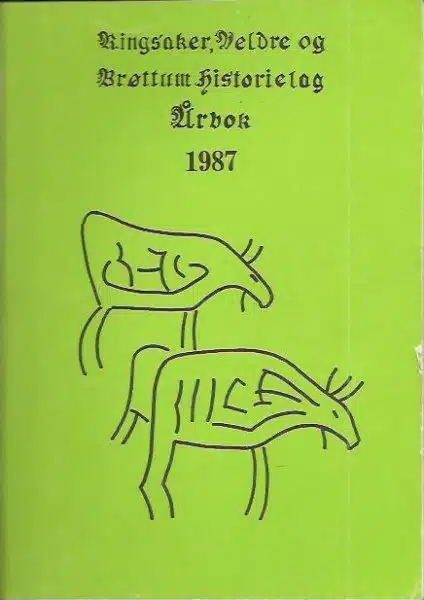 Ringsaker, Veldre og
Brøttum Historielag
Årbok
1987